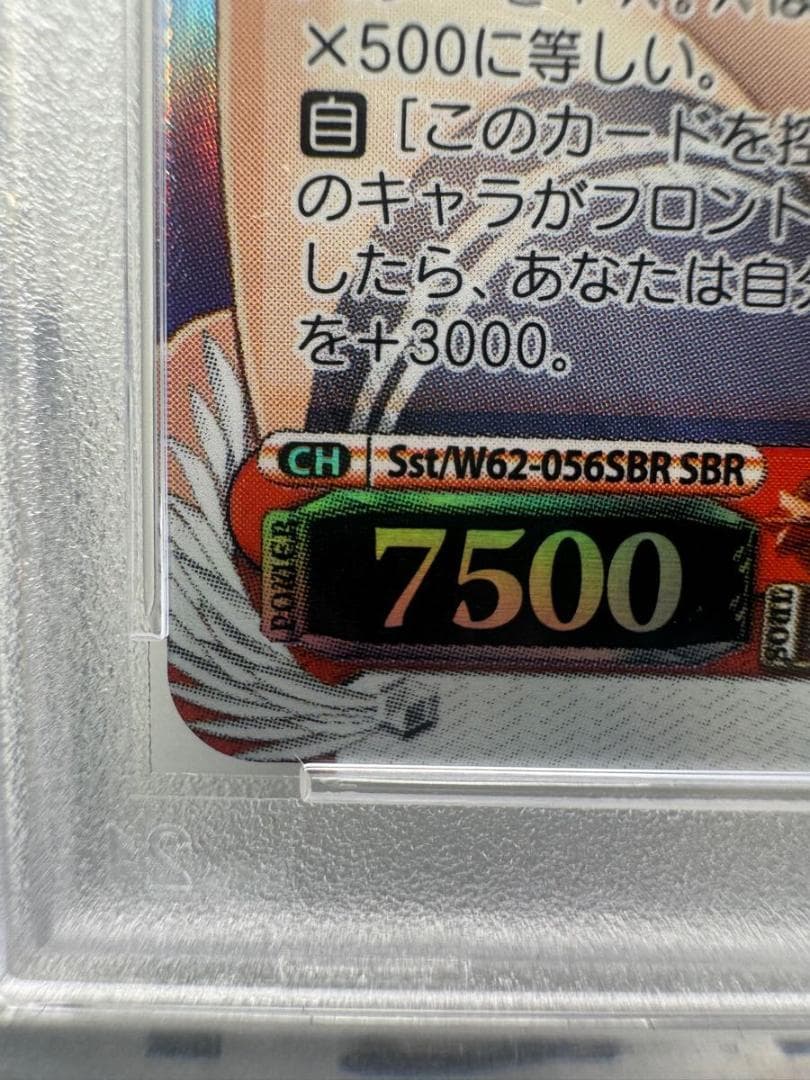 ×500に等しい。
自 [このカードを控
のキャラがフロント
したら、あなたは自分
を+3000。
CH Sst/W62-056SBR SBR
POWER 7500
SOUL